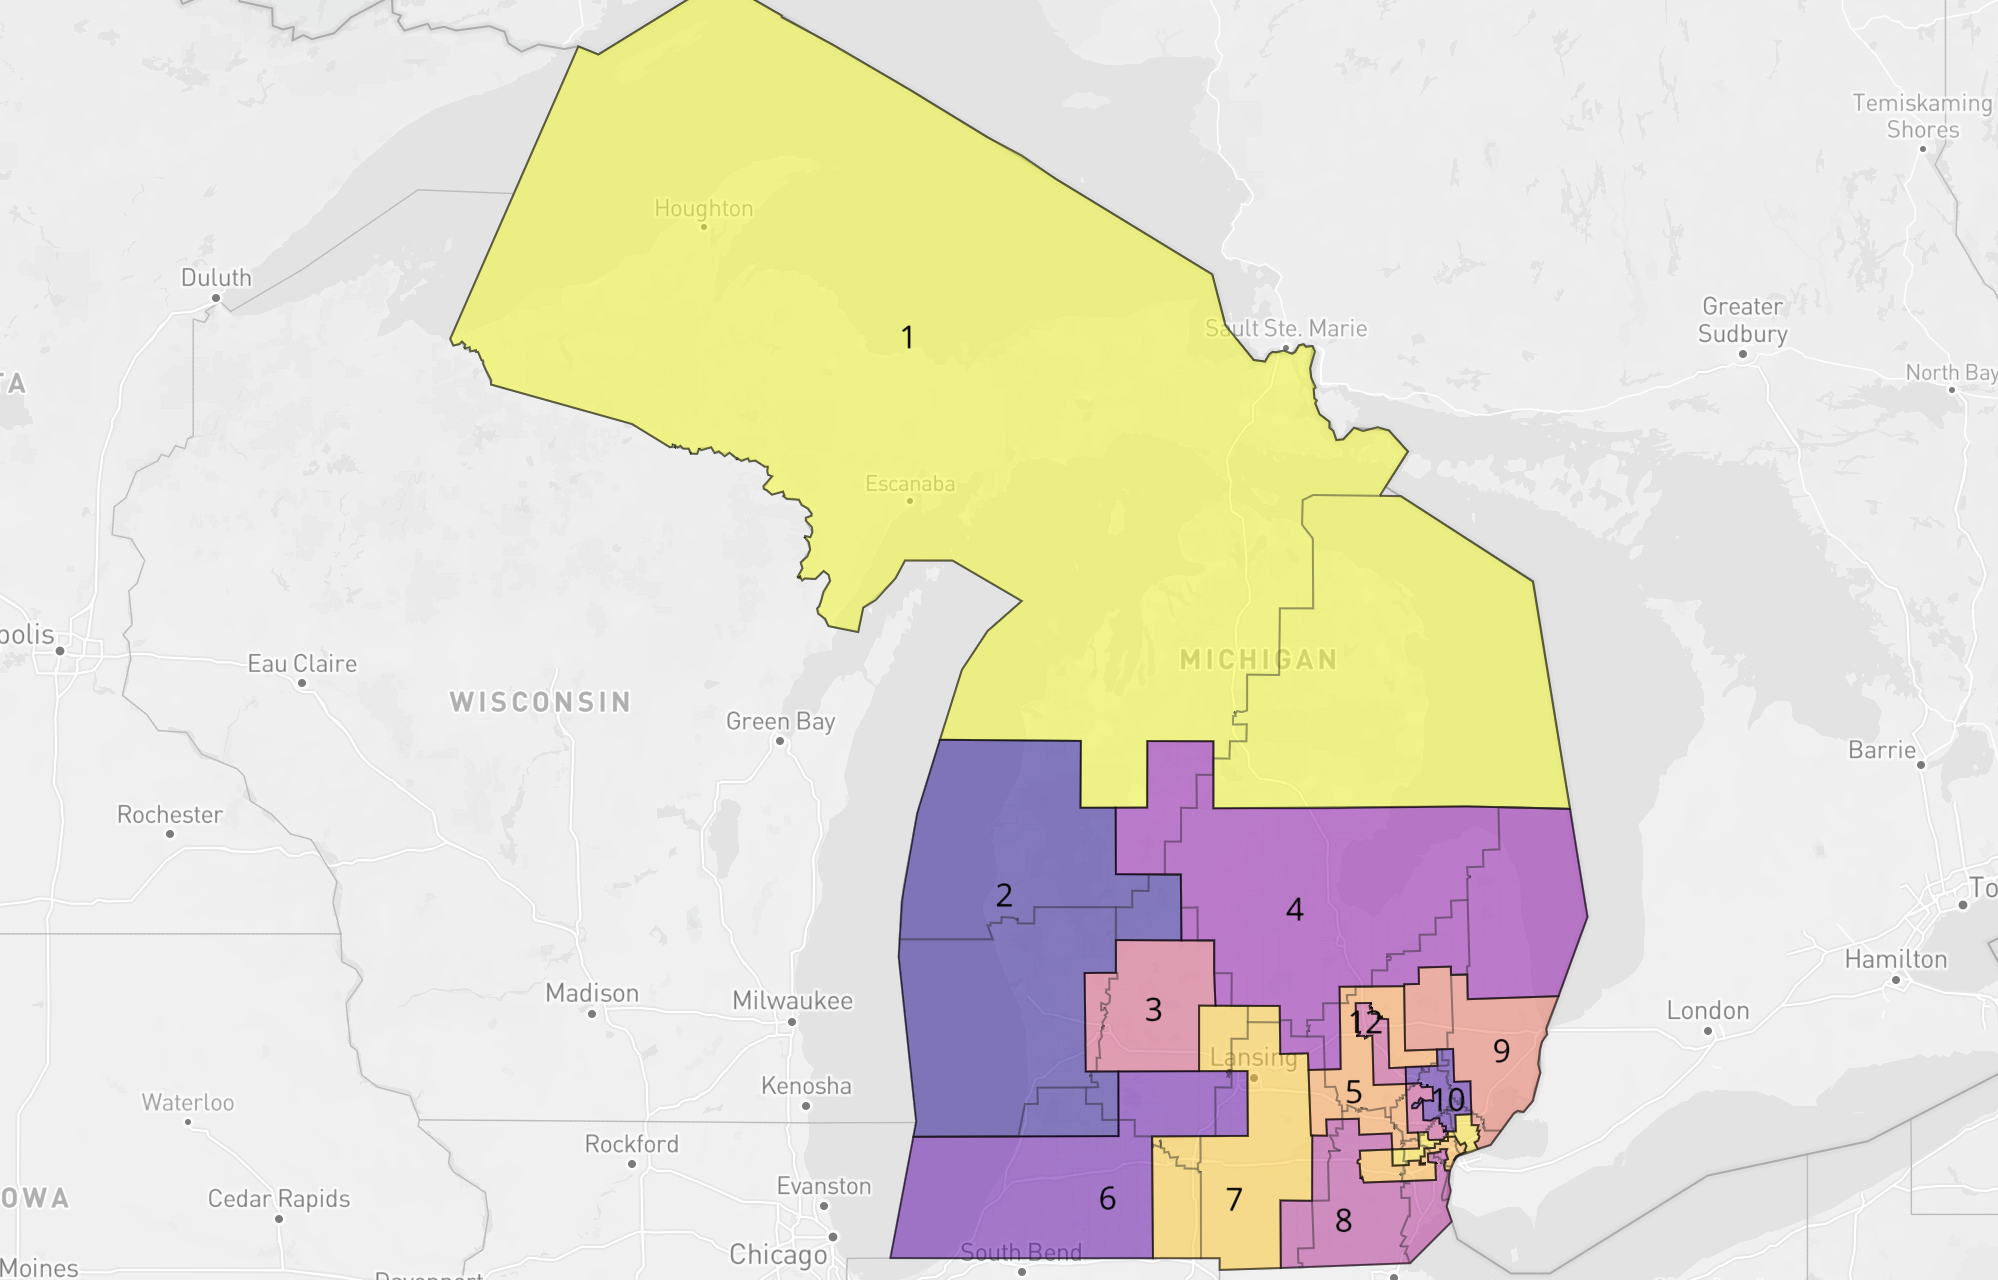 Temiskaming
Shores
Houghton
Duluth
Greater
Sudbury
Sault Ste. Marie
1
TA
North Bay
Escanaba
polis
Eau Claire
MICHIGAN
WISCONSIN
Green Bay
Barrie
Rochester
To
2
4
Hamilton
Madison
Milwaukee
3
London
12
9
Lansing
Kenosha
5
10
Waterloo
Rockford
Evanston
OWA
Cedar Rapids
6
7
8
Chicago
South Bend
Moines
Davenport